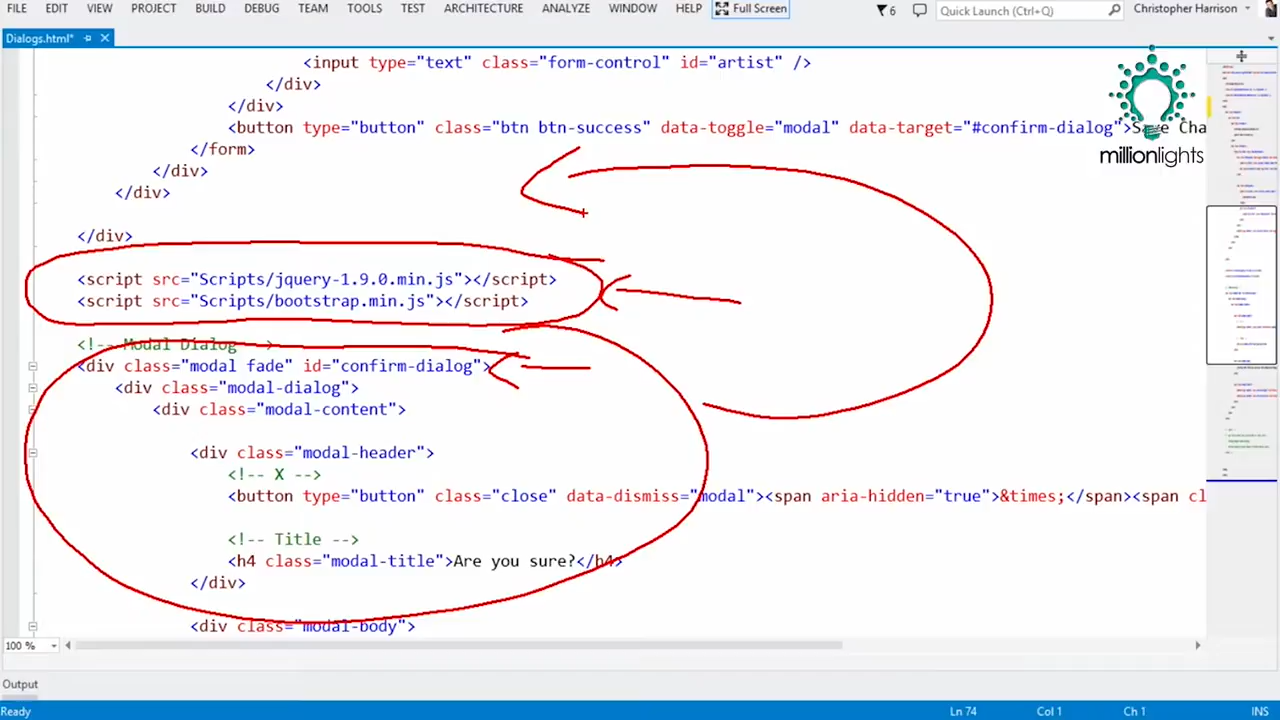 FILE EDIT VIEW PROJECT BUILD DEBUG TEAM TOOLS TEST ARCHITECTURE ANALYZE WINDOW HELP Full Screen 6 Quick Launch (Ctrl+Q) Christopher Harrison
Dialogs.html*
<input type="text" class="form-control" id="artist" />
</div>
</div>
<button type="button" class="btn btn-success" data-toggle="modal" data-target="#confirm-dialog">Save Cha
</form>
</div>
</div>
millionlights
</div>
<script src="Scripts/jquery-1.9.0.min.js"></script>
<script src="Scripts/bootstrap.min.js"></script>
<!-- Modal Dialog -->
<div class="modal fade" id="confirm-dialog">
<div class="modal-dialog">
<div class="modal-content">
<div class="modal-header">
<!-- X -->
<button type="button" class="close" data-dismiss="modal"><span aria-hidden="true">&times;</span><span cl
<!-- Title -->
<h4 class="modal-title">Are you sure?</h4>
</div>
<div class="modal-body">
100 %
Output
Ready Ln 74 Col 1 Ch 1 INS